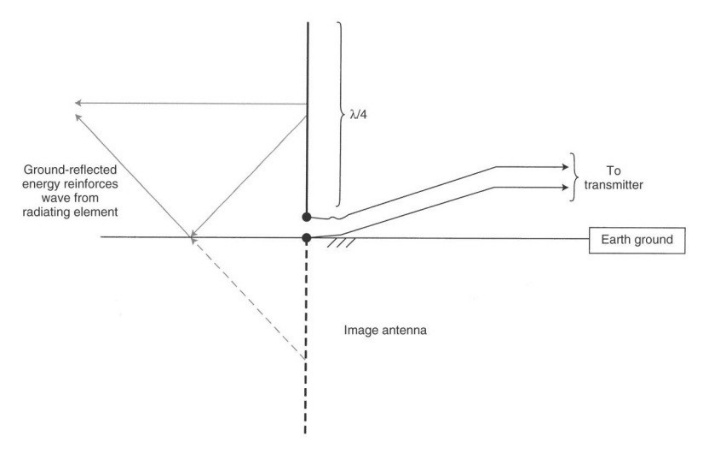 λ/4
Ground-reflected
energy reinforces
wave from
radiating element
To
transmitter
Earth ground
Image antenna